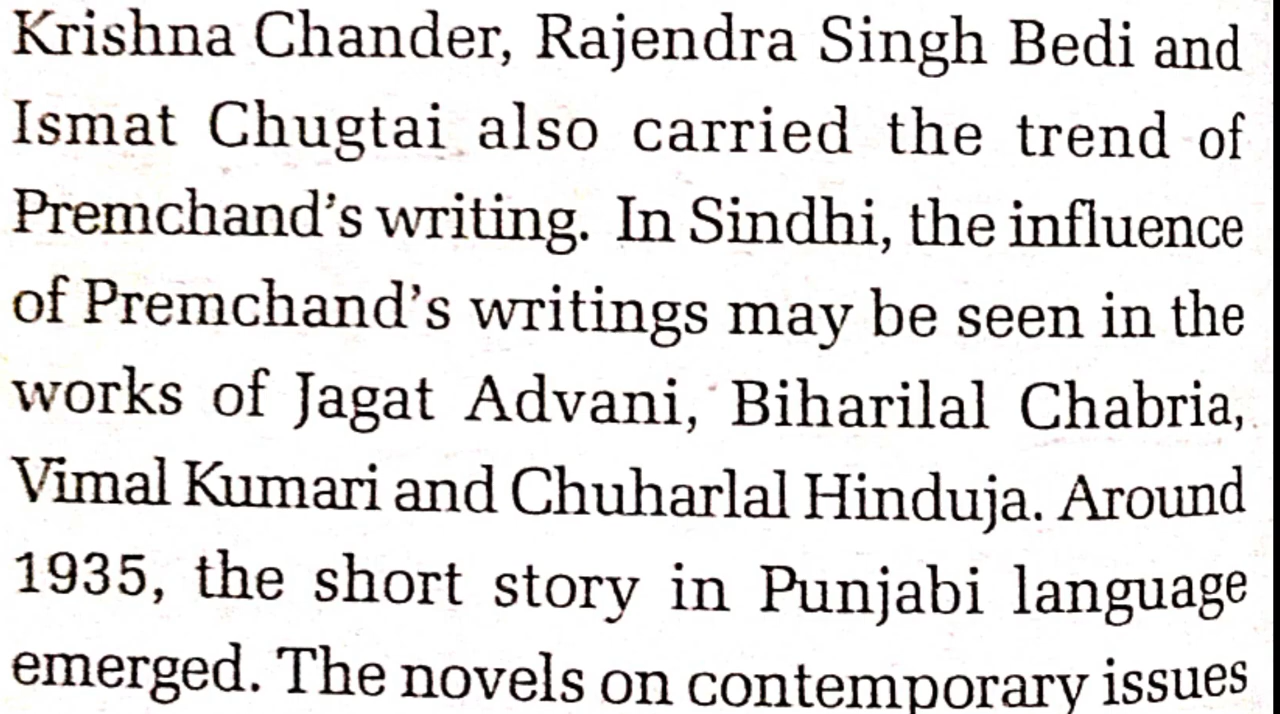 Krishna Chander, Rajendra Singh Bedi and
Ismat Chugtai also carried the trend of
Premchand's writing. In Sindhi, the influence
of Premchand's writings may be seen in the
works of Jagat Advani, Biharilal Chabria,
Vimal Kumari and Chuharlal Hinduja. Around
1935, the short story in Punjabi language
emerged. The novels on contemporary issues